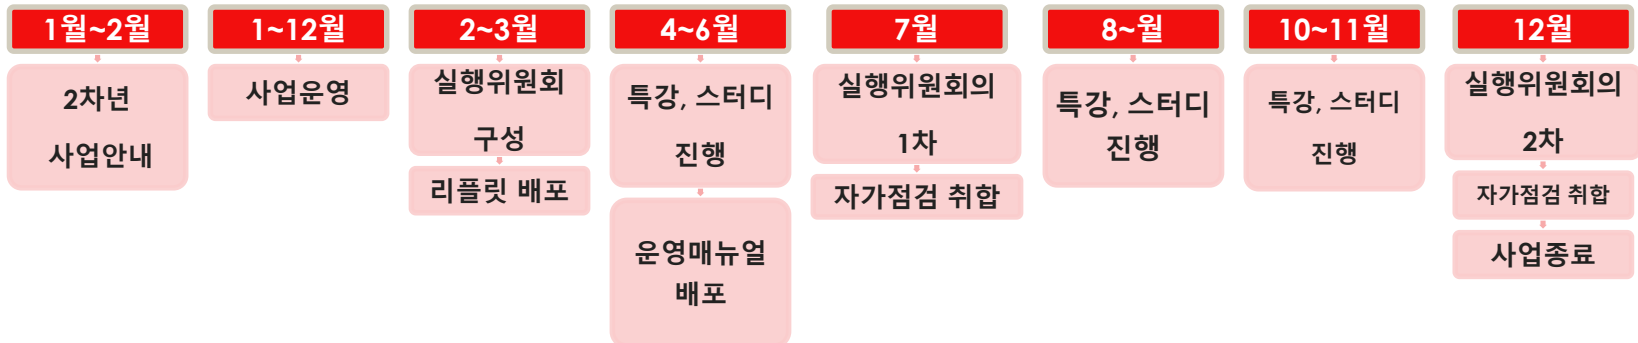 1월~2월
2차년
사업안내
1~12월
사업운영
2~3월
실행위원회
구성
리플릿 배포
4~6월
특강, 스터디
진행
운영매뉴얼
배포
7월
실행위원회의
1차
자가점검 취합
8~월
특강, 스터디
진행
10~11월
특강, 스터디
진행
12월
실행위원회의
2차
자가점검 취합
사업종료